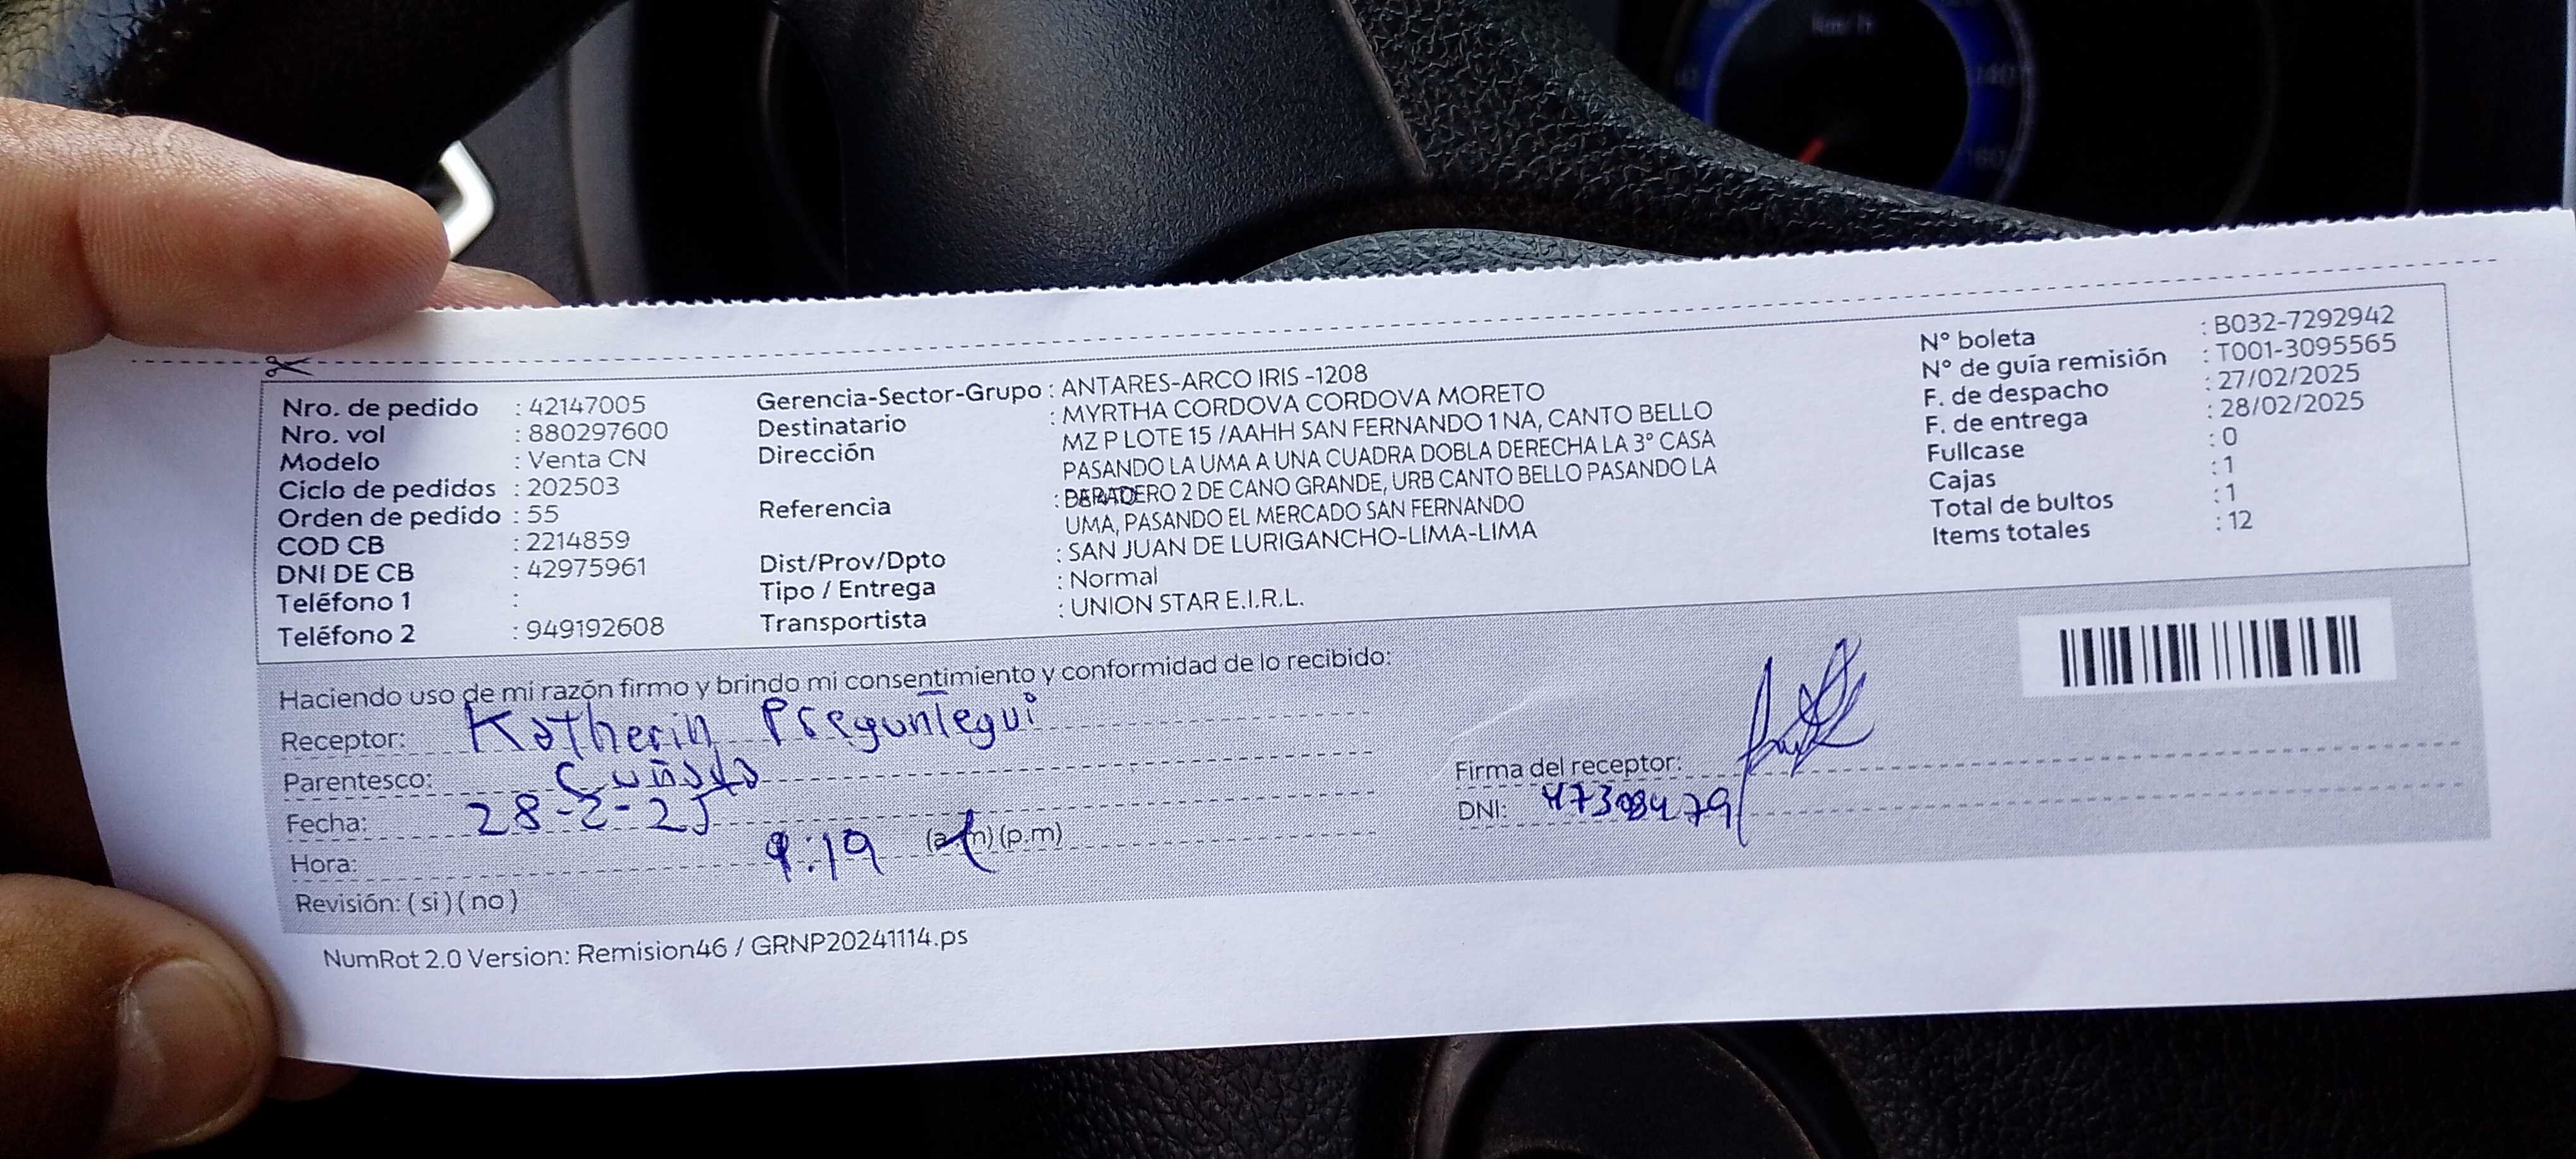 Nro. de pedido : 42147005
Nro. vol : 880297600
Modelo : Venta CN
Ciclo de pedidos : 202503
Orden de pedido : 55
COD CB : 2214859
DNI DE CB : 42975961
Teléfono 1 :
Teléfono 2 : 949192608
Gerencia-Sector-Grupo : ANTARES-ARCO IRIS -1208
Destinatario : MYRTHA CORDOVA CORDOVA MORETO
Dirección MZ P LOTE 15 /AAHH SAN FERNANDO 1 NA, CANTO BELLO
PASANDO LA UMA A UNA CUADRA DOBLA DERECHA LA 3° CASA
Referencia : 2 DE CANO GRANDE, URB CANTO BELLO PASANDO LA
UMA, PASANDO EL MERCADO SAN FERNANDO
Dist/Prov/Dpto : SAN JUAN DE LURIGANCHO-LIMA-LIMA
Tipo / Entrega : Normal
Transportista : UNION STAR E.I.R.L.
N° boleta : B032-7292942
N° de guía remisión : T001-3095565
F. de despacho : 27/02/2025
F. de entrega : 28/02/2025
Fullcase : 0
Cajas : 1
Total de bultos : 1
Items totales : 12
Haciendo uso de mi razón firmo y brindo mi consentimiento y conformidad de lo recibido:
Receptor: Katherin
Parentesco: Cuñada
Fecha: 28-2-25
Hora: 9:19 (a.m) (p.m)
Revisión: ( si ) ( no )
Firma del receptor:
DNI:
NumRot 2.0 Version: Remision46 / GRNP20241114.ps